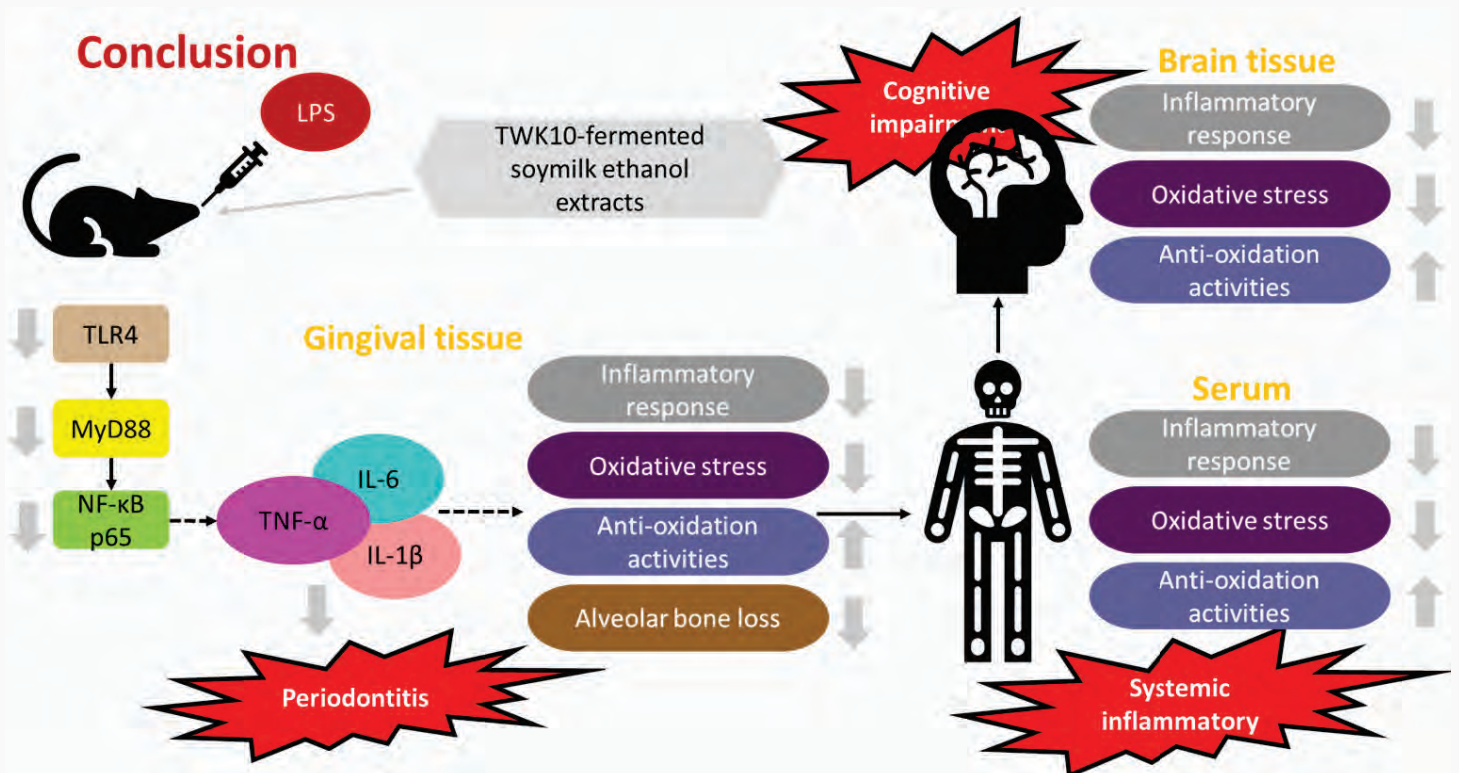 Conclusion
LPS
TWK10-fermented
soymilk ethanol
extracts
Cognitive
Brain tissue
Inflammatory
response
Oxidative stress
Anti-oxidation
activities
TLR4
MyD88
NF-κB
p65
TNF-α
IL-6
IL-1β
Periodontitis
Gingival tissue
Inflammatory
response
Oxidative stress
Anti-oxidation
activities
Alveolar bone loss
Serum
Inflammatory
response
Oxidative stress
Anti-oxidation
activities
Systemic
inflammatory